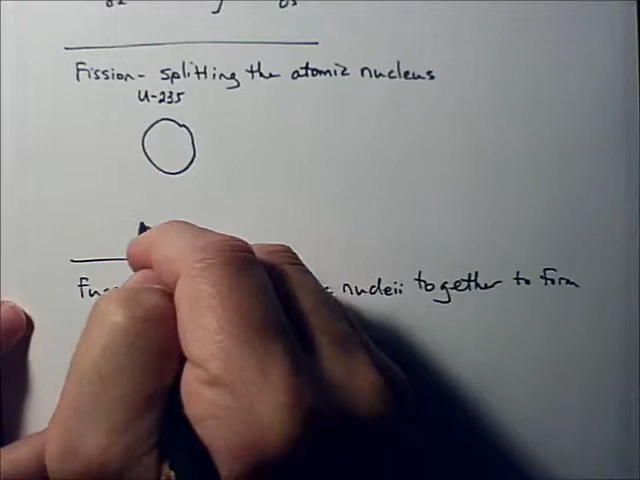 Fission - splitting the atomic nucleus
U-235
nucleii together to form